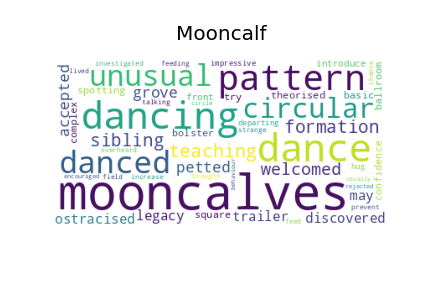 Mooncalf
lived investigated feeding impressive introduce chance
unusual pattern
spotting grove front try theorised basic ballroom
accepted complex talking circle
dancing circular
departing strange
sibling bolster formation
overheard teaching dance
danced petted welcomed hug confidence
encouraged field increase brought behaviour usually rejected
mooncalves may prevent
ostracised legacy square trailer feed discovered